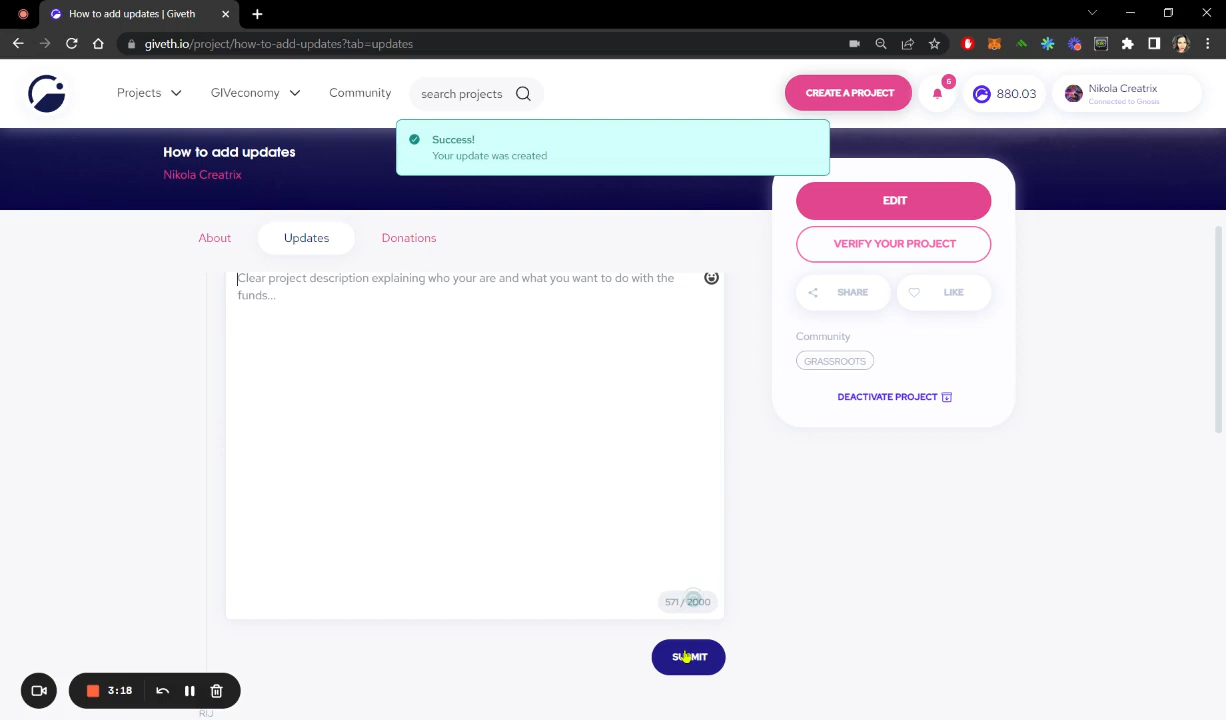 How to add updates | Giveth
giveth.io/project/how-to-add-updates?tab=updates
Projects
GIVeconomy
Community
search projects
CREATE A PROJECT
6
880.03
Nikola Creatrix
Connected to Gnosis
Success!
Your update was created
How to add updates
Nikola Creatrix
EDIT
About
Updates
Donations
VERIFY YOUR PROJECT
Clear project description explaining who your are and what you want to do with the
funds...
SHARE
LIKE
Community
GRASSROOTS
DEACTIVATE PROJECT
571 / 2000
SUBMIT
3:18